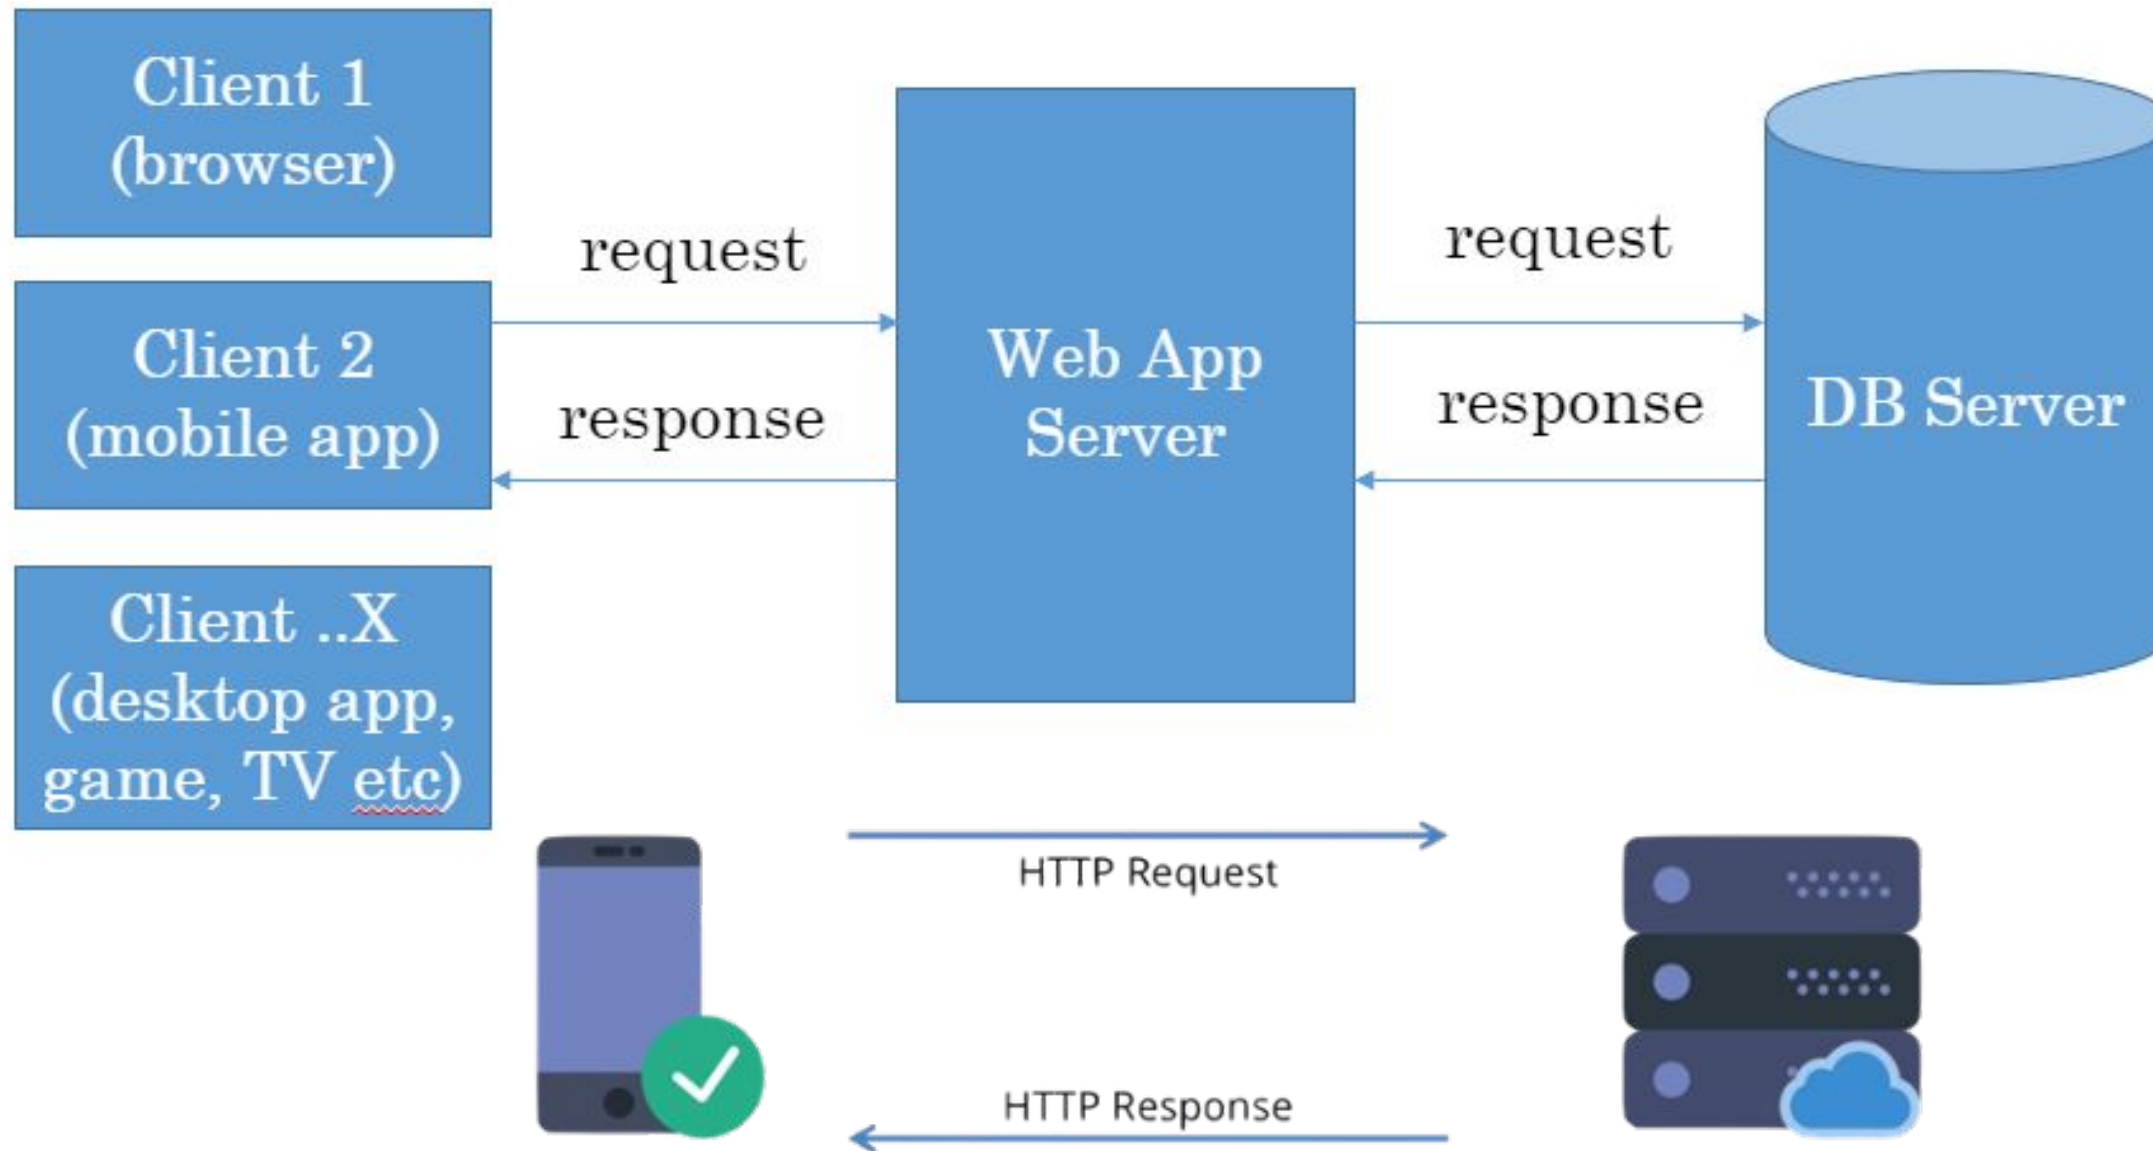 Client 1
(browser)
Client 2
(mobile app)
Client ..X
(desktop app,
game, TV etc)
request
response
Web App
Server
request
response
DB Server
HTTP Request
HTTP Response